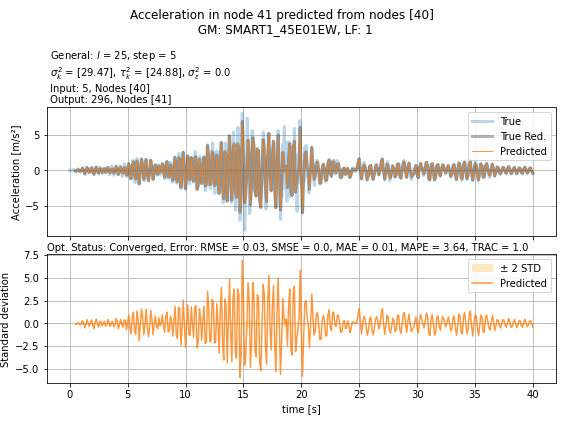 Acceleration in node 41 predicted from nodes [40]
GM: SMART1_45E01EW, LF: 1
General: l = 25, step = 5
σ²ₖ = [29.47], τ²ₖ = [24.88], σ²ₑ = 0.0
Input: 5, Nodes [40]
Output: 296, Nodes [41]
Acceleration [m/s²]
5
0
−5
True
True Red.
Predicted
Opt. Status: Converged, Error: RMSE = 0.03, SMSE = 0.0, MAE = 0.01, MAPE = 3.64, TRAC = 1.0
Standard deviation
7.5
5.0
2.5
0.0
−2.5
−5.0
± 2 STD
Predicted
0 5 10 15 20 25 30 35 40
time [s]